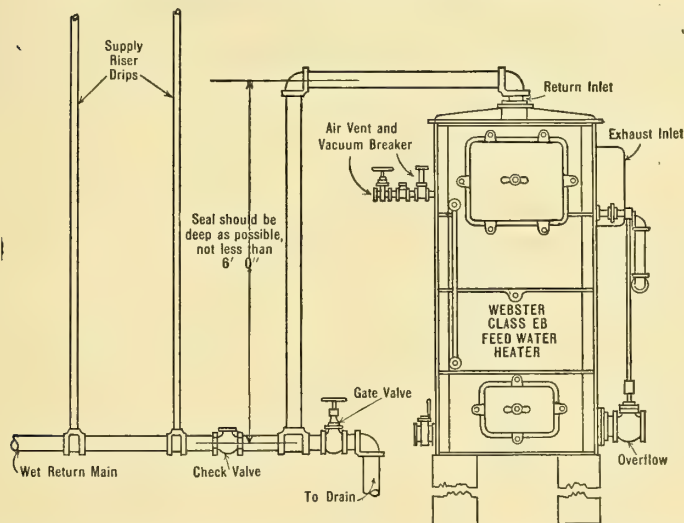 Supply
Riser
Drips
Return Inlet
Air Vent and
Vacuum Breaker
Exhaust Inlet
Seal should be
deep as possible,
not less than
6' 0"
WEBSTER
CLASS EB
FEED WATER
HEATER
Gate Valve
Wet Return Main
Check Valve
To Drain
Overflow